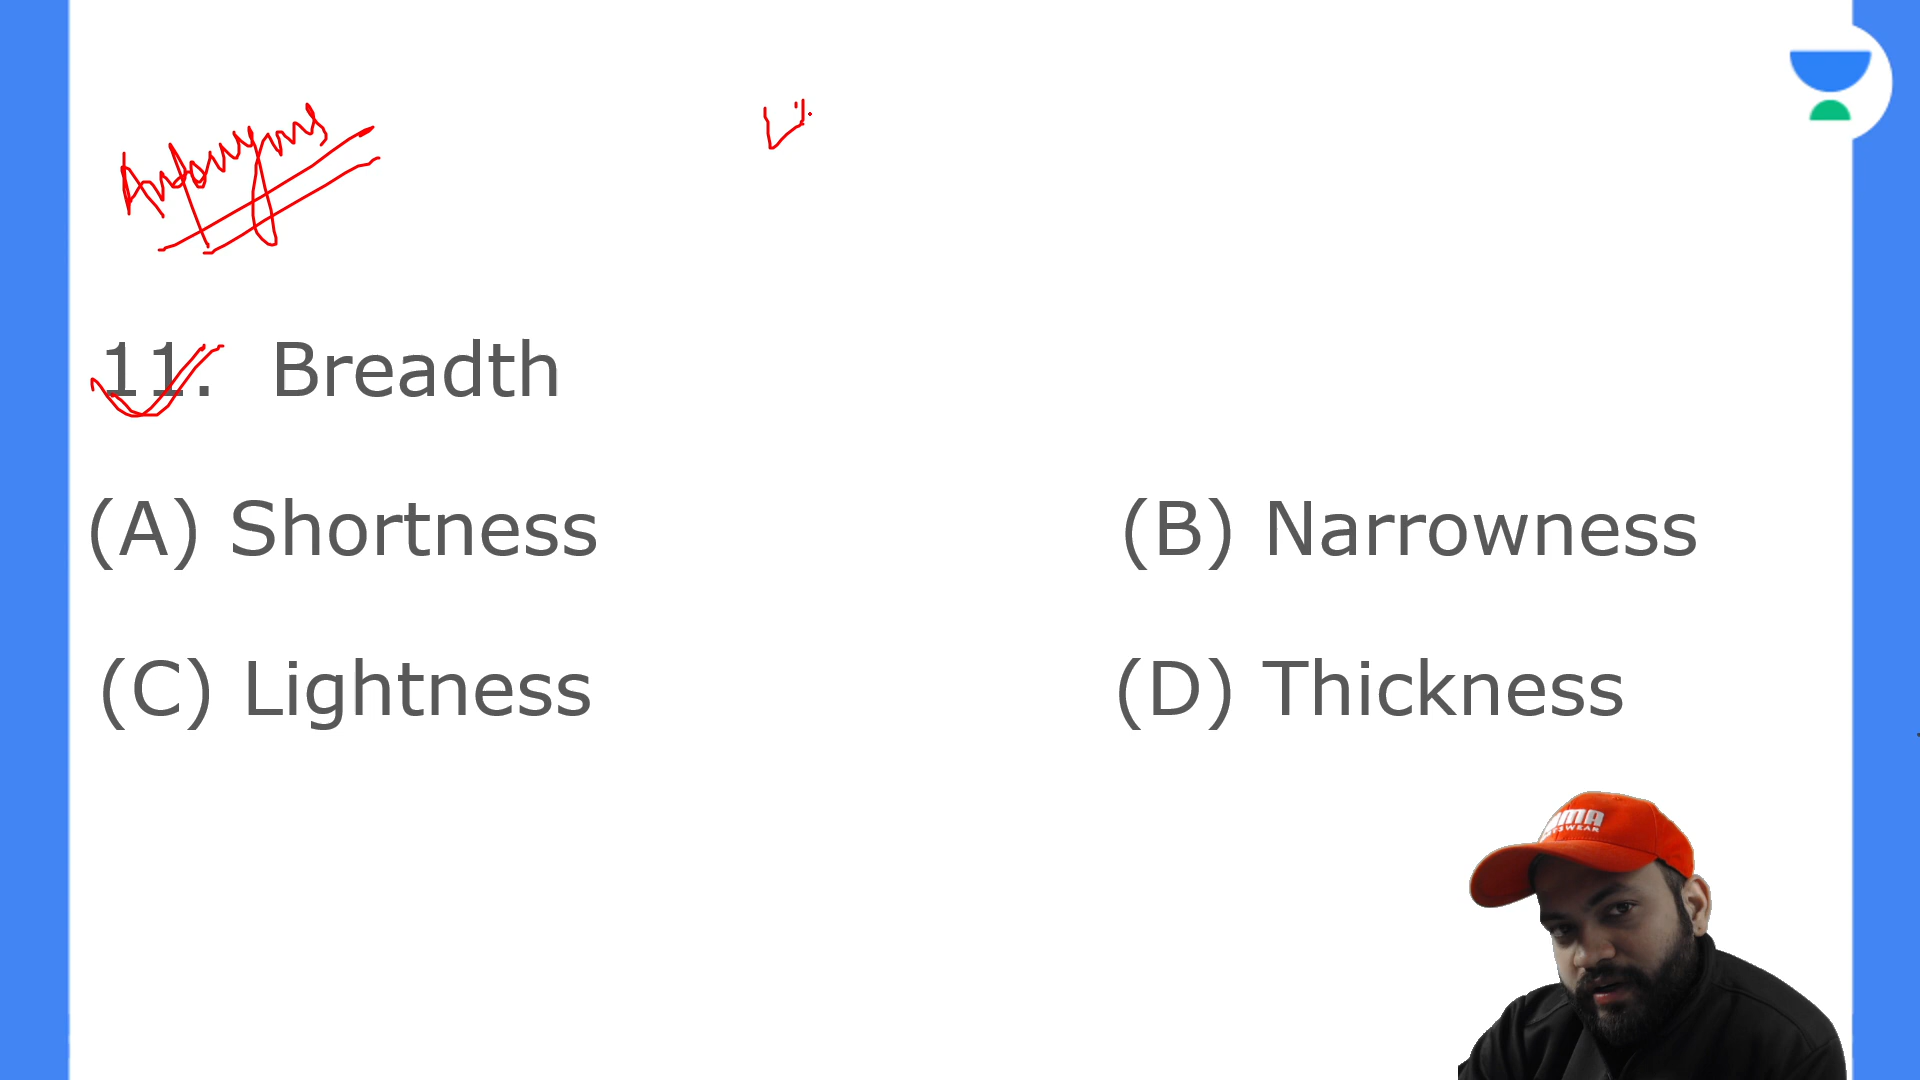 Antonyms
11. Breadth
(A) Shortness
(B) Narrowness
(C) Lightness
(D) Thickness